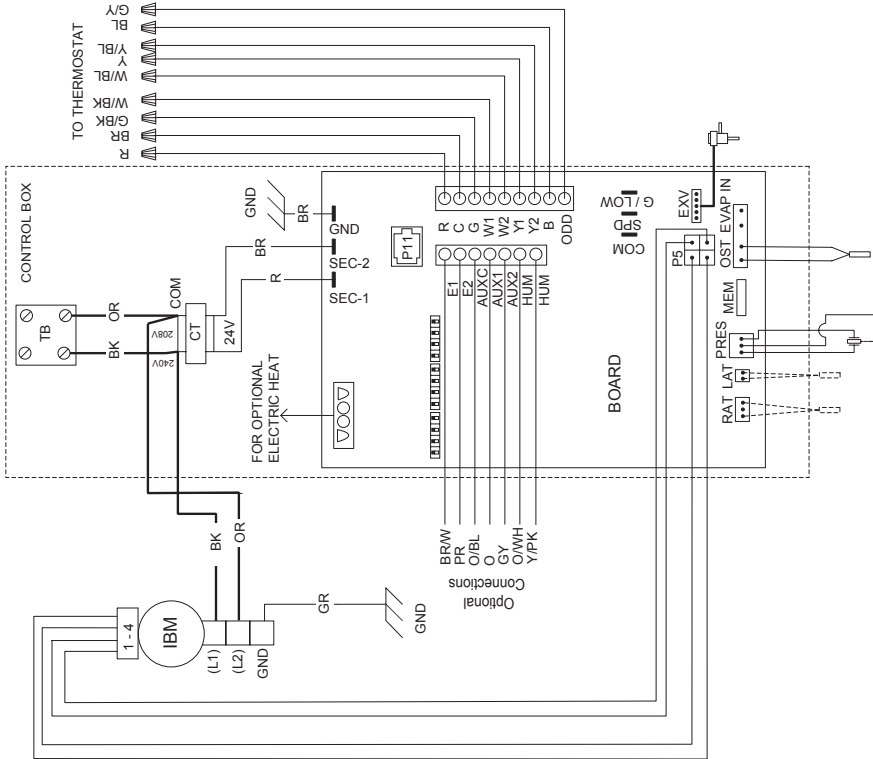 TO THERMOSTAT
G/Y
BL
Y/BL
Y
W/BL
W/BK
G/BK
BR
R
CONTROL BOX
TB
BK
OR
240V
208V
COM
CT
24V
BR
R
GND
BR
GND
SEC-2
SEC-1
P11
FOR OPTIONAL
ELECTRIC HEAT
R
C
G
W1
W2
Y1
Y2
B
ODD
E1
E2
AUXC
AUX1
AUX2
HUM
HUM
COM
SPD
G / LOW
EXV
P5
OST
EVAP IN
MEM
PRES
LAT
RAT
BOARD
BR/W
PR
O/BL
O
GY
O/WH
Y/PK
Optional
Connections
1 - 4
IBM
(L1)
(L2)
GND
BK
OR
GR
GND